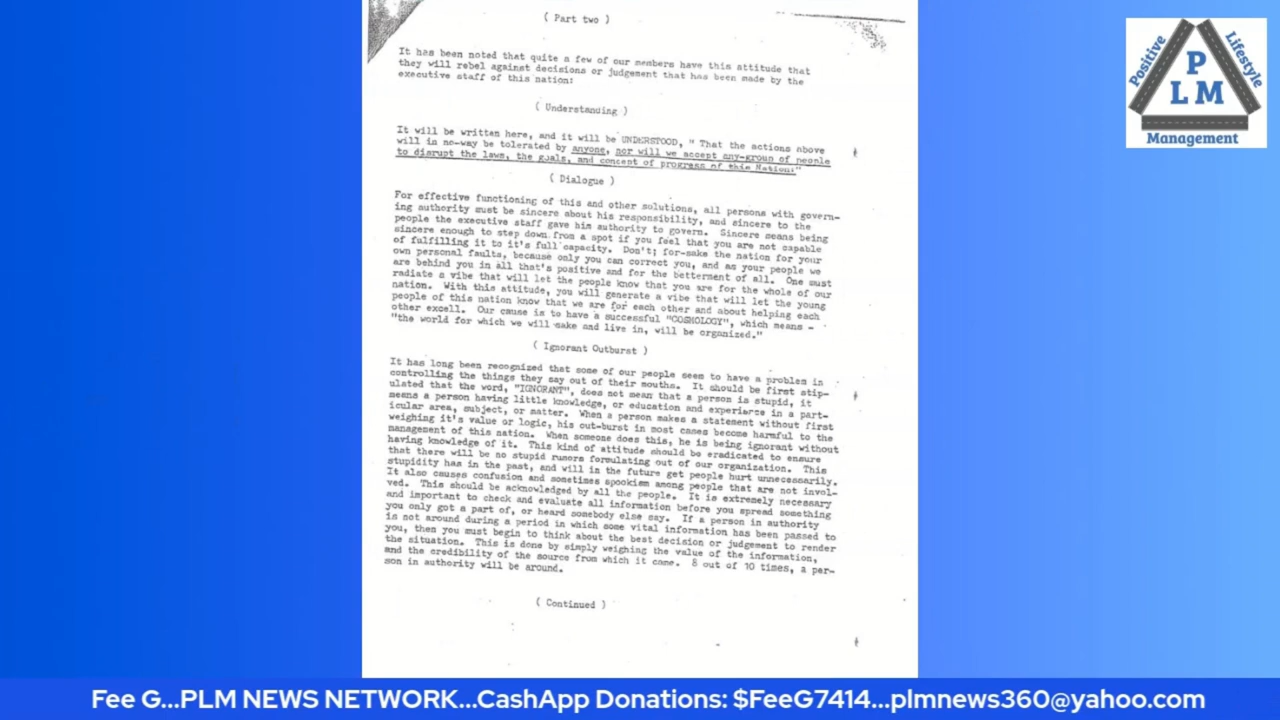 ( Part two )
It has been noted that quite a few of our members have this attitude that
they will rebel against decisions or judgement that has been made by the
executive staff of this nation:
( Understanding )
It will be written here, and it will be UNDERSTOOD, " That the actions above
will in no-way be tolerated by anyone, nor will we accept any-group of people
to disrupt the laws, the goals, and concept of progress of this Nation:"
( Dialogue )
For effective functioning of this and other solutions, all persons with govern-
ing authority must be sincere about his responsibility, and sincere to the
people the executive staff gave him authority to govern. Sincere means being
sincere enough to step down from a spot if you feel that you are not capable
of fulfilling it to it's full capacity. Don't; for-sake the nation for your
own personal faults, because only you can correct you, and as your people we
are behind you in all that's positive and for the betterment of all. One must
radiate a vibe that will let the people know that you are for the whole of our
nation. With this attitude, you will generate a vibe that will let the young
people of this nation know that we are for each other and about helping each
other excell. Our cause is to have a successful "COSMOLOGY", which means -
"the world for which we will make and live in, will be organized."
( Ignorant Outburst )
It has long been recognized that some of our people seem to have a problem in
controlling the things they say out of their mouths. It should be first stip-
ulated that the word, "IGNORANT", does not mean that a person is stupid, it
means a person having little knowledge, or education and experience in a part-
icular area, subject, or matter. When a person makes a statement without first
weighing it's value or logic, his out-burst in most cases become harmful to the
management of this nation. When someone does this, he is being ignorant without
having knowledge of it. This kind of attitude should be eradicated to ensure
that there will be no stupid rumors formulating out of our organization. This
stupidity has in the past, and will in the future get people hurt unnecessarily.
It also causes confusion and sometimes spookism among people that are not invol-
ved. This should be acknowledged by all the people. It is extremely necessary
and important to check and evaluate all information before you spread something
you only got a part of, or heard somebody else say. If a person in authority
is not around during a period in which some vital information has been passed to
you, then you must begin to think about the best decision or judgement to render
the situation. This is done by simply weighing the value of the information,
and the credibility of the source from which it came. 8 out of 10 times, a per-
son in authority will be around.
( Continued )
Positive
Lifestyle
P
L M
Management
Fee G...PLM NEWS NETWORK...CashApp Donations: $FeeG7414...plmnews360@yahoo.com